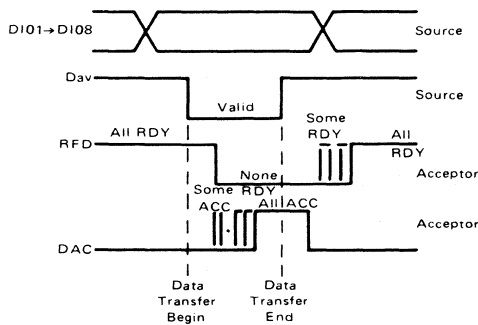 DI01→DI08 Source
Dav Source
Valid
Some
RDY
All RDY All
RFD RDY
None Acceptor
Some RDY
ACC All ACC Acceptor
DAC
Data Data
Transfer Transfer
Begin End